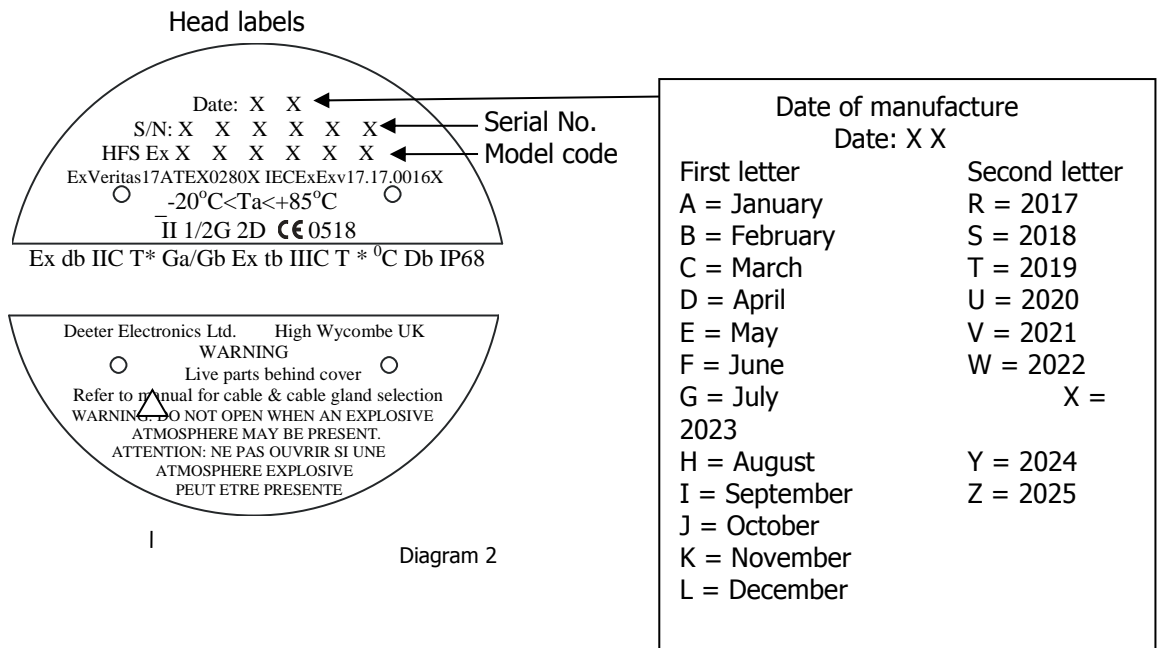 Head labels
Date: X X
S/N: X X X X X X
HFS Ex X X X X X X
ExVeritas17ATEX0280X IECExExv17.17.0016X
-20°C<Ta<+85°C
II 1/2G 2D CE 0518
Ex db IIC T* Ga/Gb Ex tb IIIC T * ⁰C Db IP68
Serial No.
Model code
Deeter Electronics Ltd. High Wycombe UK
WARNING
Live parts behind cover
Refer to manual for cable & cable gland selection
WARNING: DO NOT OPEN WHEN AN EXPLOSIVE
ATMOSPHERE MAY BE PRESENT.
ATTENTION: NE PAS OUVRIR SI UNE
ATMOSPHERE EXPLOSIVE
PEUT ETRE PRESENTE
I
Diagram 2
Date of manufacture
Date: X X
First letter Second letter
A = January R = 2017
B = February S = 2018
C = March T = 2019
D = April U = 2020
E = May V = 2021
F = June W = 2022
G = July X =
2023
H = August Y = 2024
I = September Z = 2025
J = October
K = November
L = December